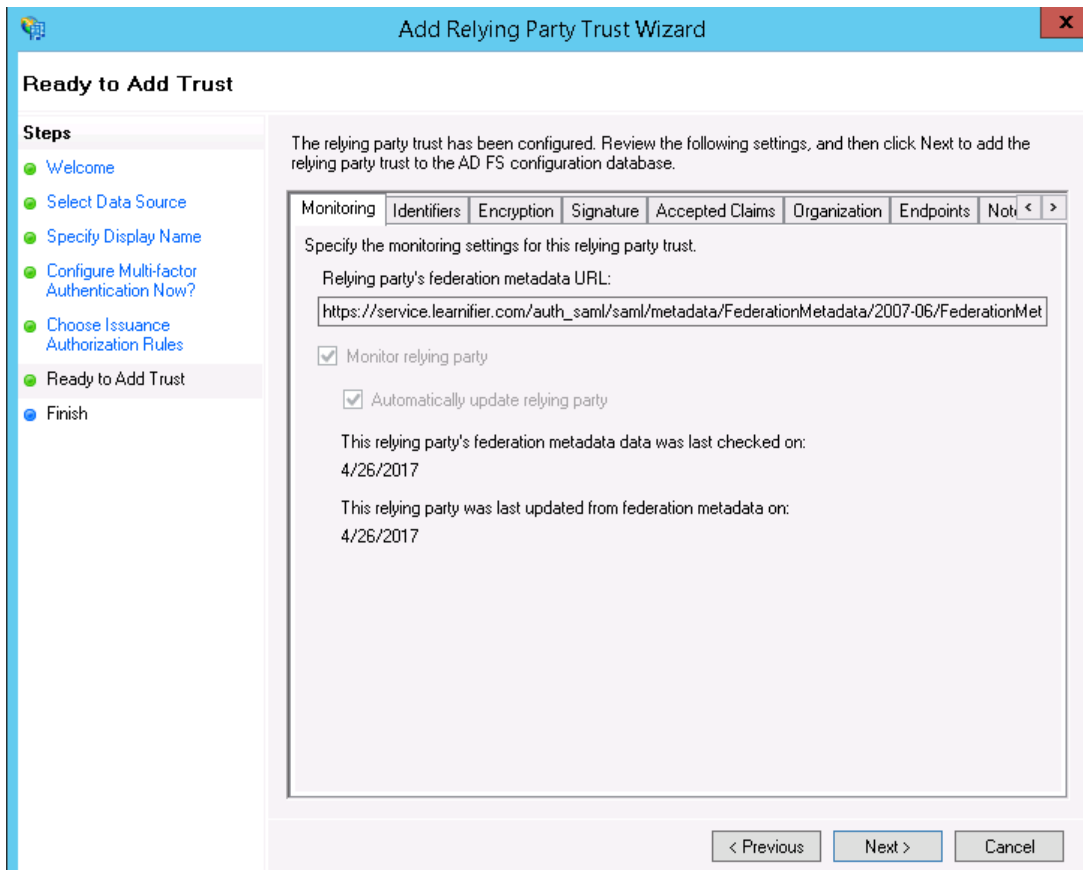 Add Relying Party Trust Wizard
x
Ready to Add Trust
Steps
Welcome
Select Data Source
Specify Display Name
Configure Multi-factor
Authentication Now?
Choose Issuance
Authorization Rules
Ready to Add Trust
Finish
The relying party trust has been configured. Review the following settings, and then click Next to add the
relying party trust to the AD FS configuration database.
Monitoring Identifiers Encryption Signature Accepted Claims Organization Endpoints Not < >
Specify the monitoring settings for this relying party trust.
Relying party's federation metadata URL:
https://service.learnifier.com/auth_saml/saml/metadata/FederationMetadata/2007-06/FederationMet
Monitor relying party
Automatically update relying party
This relying party's federation metadata data was last checked on:
4/26/2017
This relying party was last updated from federation metadata on:
4/26/2017
< Previous Next > Cancel